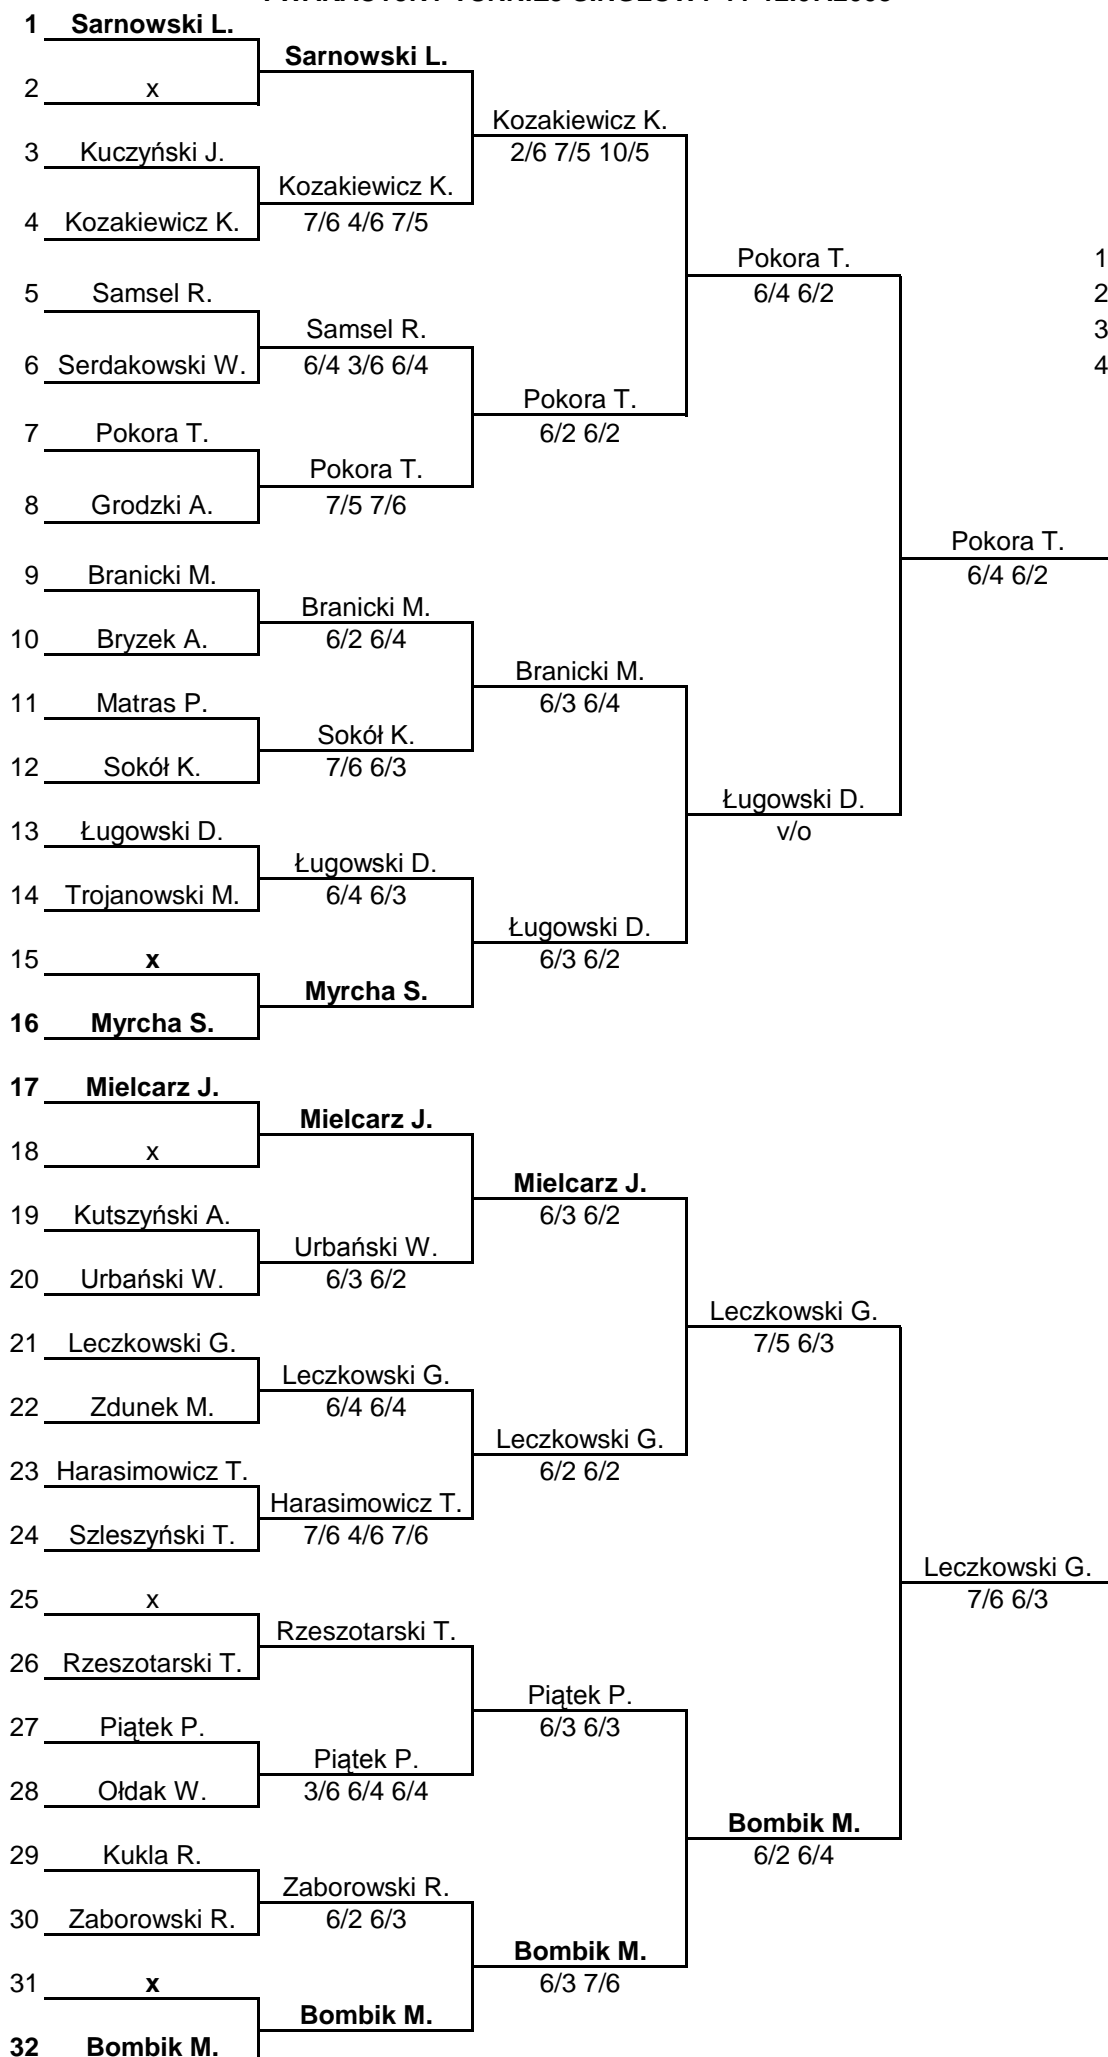 1 Sarnowski L.
Sarnowski L.
2 x
Kozakiewicz K.
3 Kuczyński J.
2/6 7/5 10/5
Kozakiewicz K.
4 Kozakiewicz K.
7/6 4/6 7/5
Pokora T.
1
5 Samsel R.
6/4 6/2
2
Samsel R.
3
6 Serdakowski W.
6/4 3/6 6/4
4
Pokora T.
7 Pokora T.
6/2 6/2
Pokora T.
8 Grodzki A.
7/5 7/6
Pokora T.
9 Branicki M.
6/4 6/2
Branicki M.
10 Bryzek A.
6/2 6/4
Branicki M.
11 Matras P.
6/3 6/4
Sokół K.
12 Sokół K.
7/6 6/3
Ługowski D.
13 Ługowski D.
v/o
Ługowski D.
14 Trojanowski M.
6/4 6/3
Ługowski D.
15 x
6/3 6/2
Myrcha S.
16 Myrcha S.
17 Mielcarz J.
Mielcarz J.
18 x
Mielcarz J.
19 Kutszyński A.
6/3 6/2
Urbański W.
20 Urbański W.
6/3 6/2
Leczkowski G.
21 Leczkowski G.
7/5 6/3
Leczkowski G.
22 Zdunek M.
6/4 6/4
Leczkowski G.
23 Harasimowicz T.
6/2 6/2
Harasimowicz T.
24 Szleszyński T.
7/6 4/6 7/6
Leczkowski G.
25 x
7/6 6/3
Rzeszotarski T.
26 Rzeszotarski T.
Piątek P.
27 Piątek P.
6/3 6/3
Piątek P.
28 Ołdak W.
3/6 6/4 6/4
Bombik M.
29 Kukla R.
6/2 6/4
Zaborowski R.
30 Zaborowski R.
6/2 6/3
Bombik M.
31 x
6/3 7/6
Bombik M.
32 Bombik M.